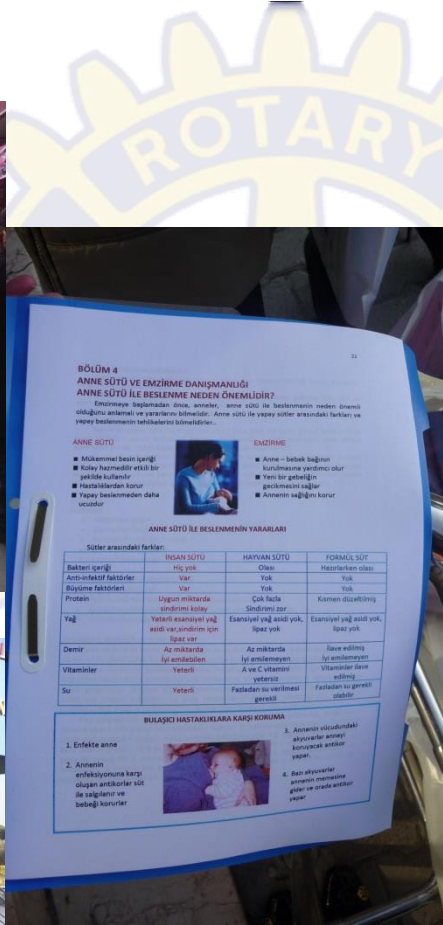 ROTARY
BÖLÜM 4
ANNE SÜTÜ VE EMZİRME DANIŞMANLIĞI
ANNE SÜTÜ İLE BESLENME NEDEN ÖNEMLİDİR?
Emzirmeye başlamadan önce, anneler, anne sütü ile beslenmenin neden önemli
olduğunu anlamalı ve yararlarını bilmelidir. Anne sütü ile yapay sütler arasındaki farkları ve
yapay beslenmenin tehlikelerini bilmelidirler..
ANNE SÜTÜ
■ Mükemmel besin içeriği
■ Kolay hazmedilir etkili bir
şekilde kullanılır
■ Hastalıklardan korur
■ Yapay beslenmeden daha
ucuzdur
EMZİRME
■ Anne – bebek bağının
kurulmasına yardımcı olur
■ Yeni bir gebeliğin
gecikmesini sağlar
■ Annenin sağlığını korur
ANNE SÜTÜ İLE BESLENMENİN YARARLARI
Sütler arasındaki farklar:
İNSAN SÜTÜ HAYVAN SÜTÜ FORMÜL SÜT
Bakteri içeriği Hiç yok Olası Hazırlarken olası
Anti-infektif faktörler Var Yok Yok
Büyüme faktörleri Var Yok Yok
Protein Uygun miktarda Çok fazla Kısmen düzeltilmiş
sindirimi kolay Sindirimi zor
Yağ Yeterli esansiyel yağ Esansiyel yağ asidi yok, Esansiyel yağ asidi yok,
asidi var,sindirim için lipaz yok lipaz yok
lipaz var
Demir Az miktarda Az miktarda İlave edilmiş
İyi emilebilen İyi emilemeyen İyi emilemeyen
Vitaminler Yeterli A ve C vitamini Vitaminler ilave
yetersiz edilmiş
Su Yeterli Fazladan su verilmesi Fazladan su gerekli
gerekli olabilir
BULAŞICI HASTALIKLARA KARŞI KORUMA
1. Enfekte anne
2. Annenin
enfeksiyonuna karşı
oluşan antikorlar süt
ile salgılanır ve
bebeği korurlar
3. Annenin vücudundaki
akyuvarlar anneyi
koruyacak antikor
yapar.
4. Bazı akyuvarlar
annenin memesine
gider ve orada antikor
yapar